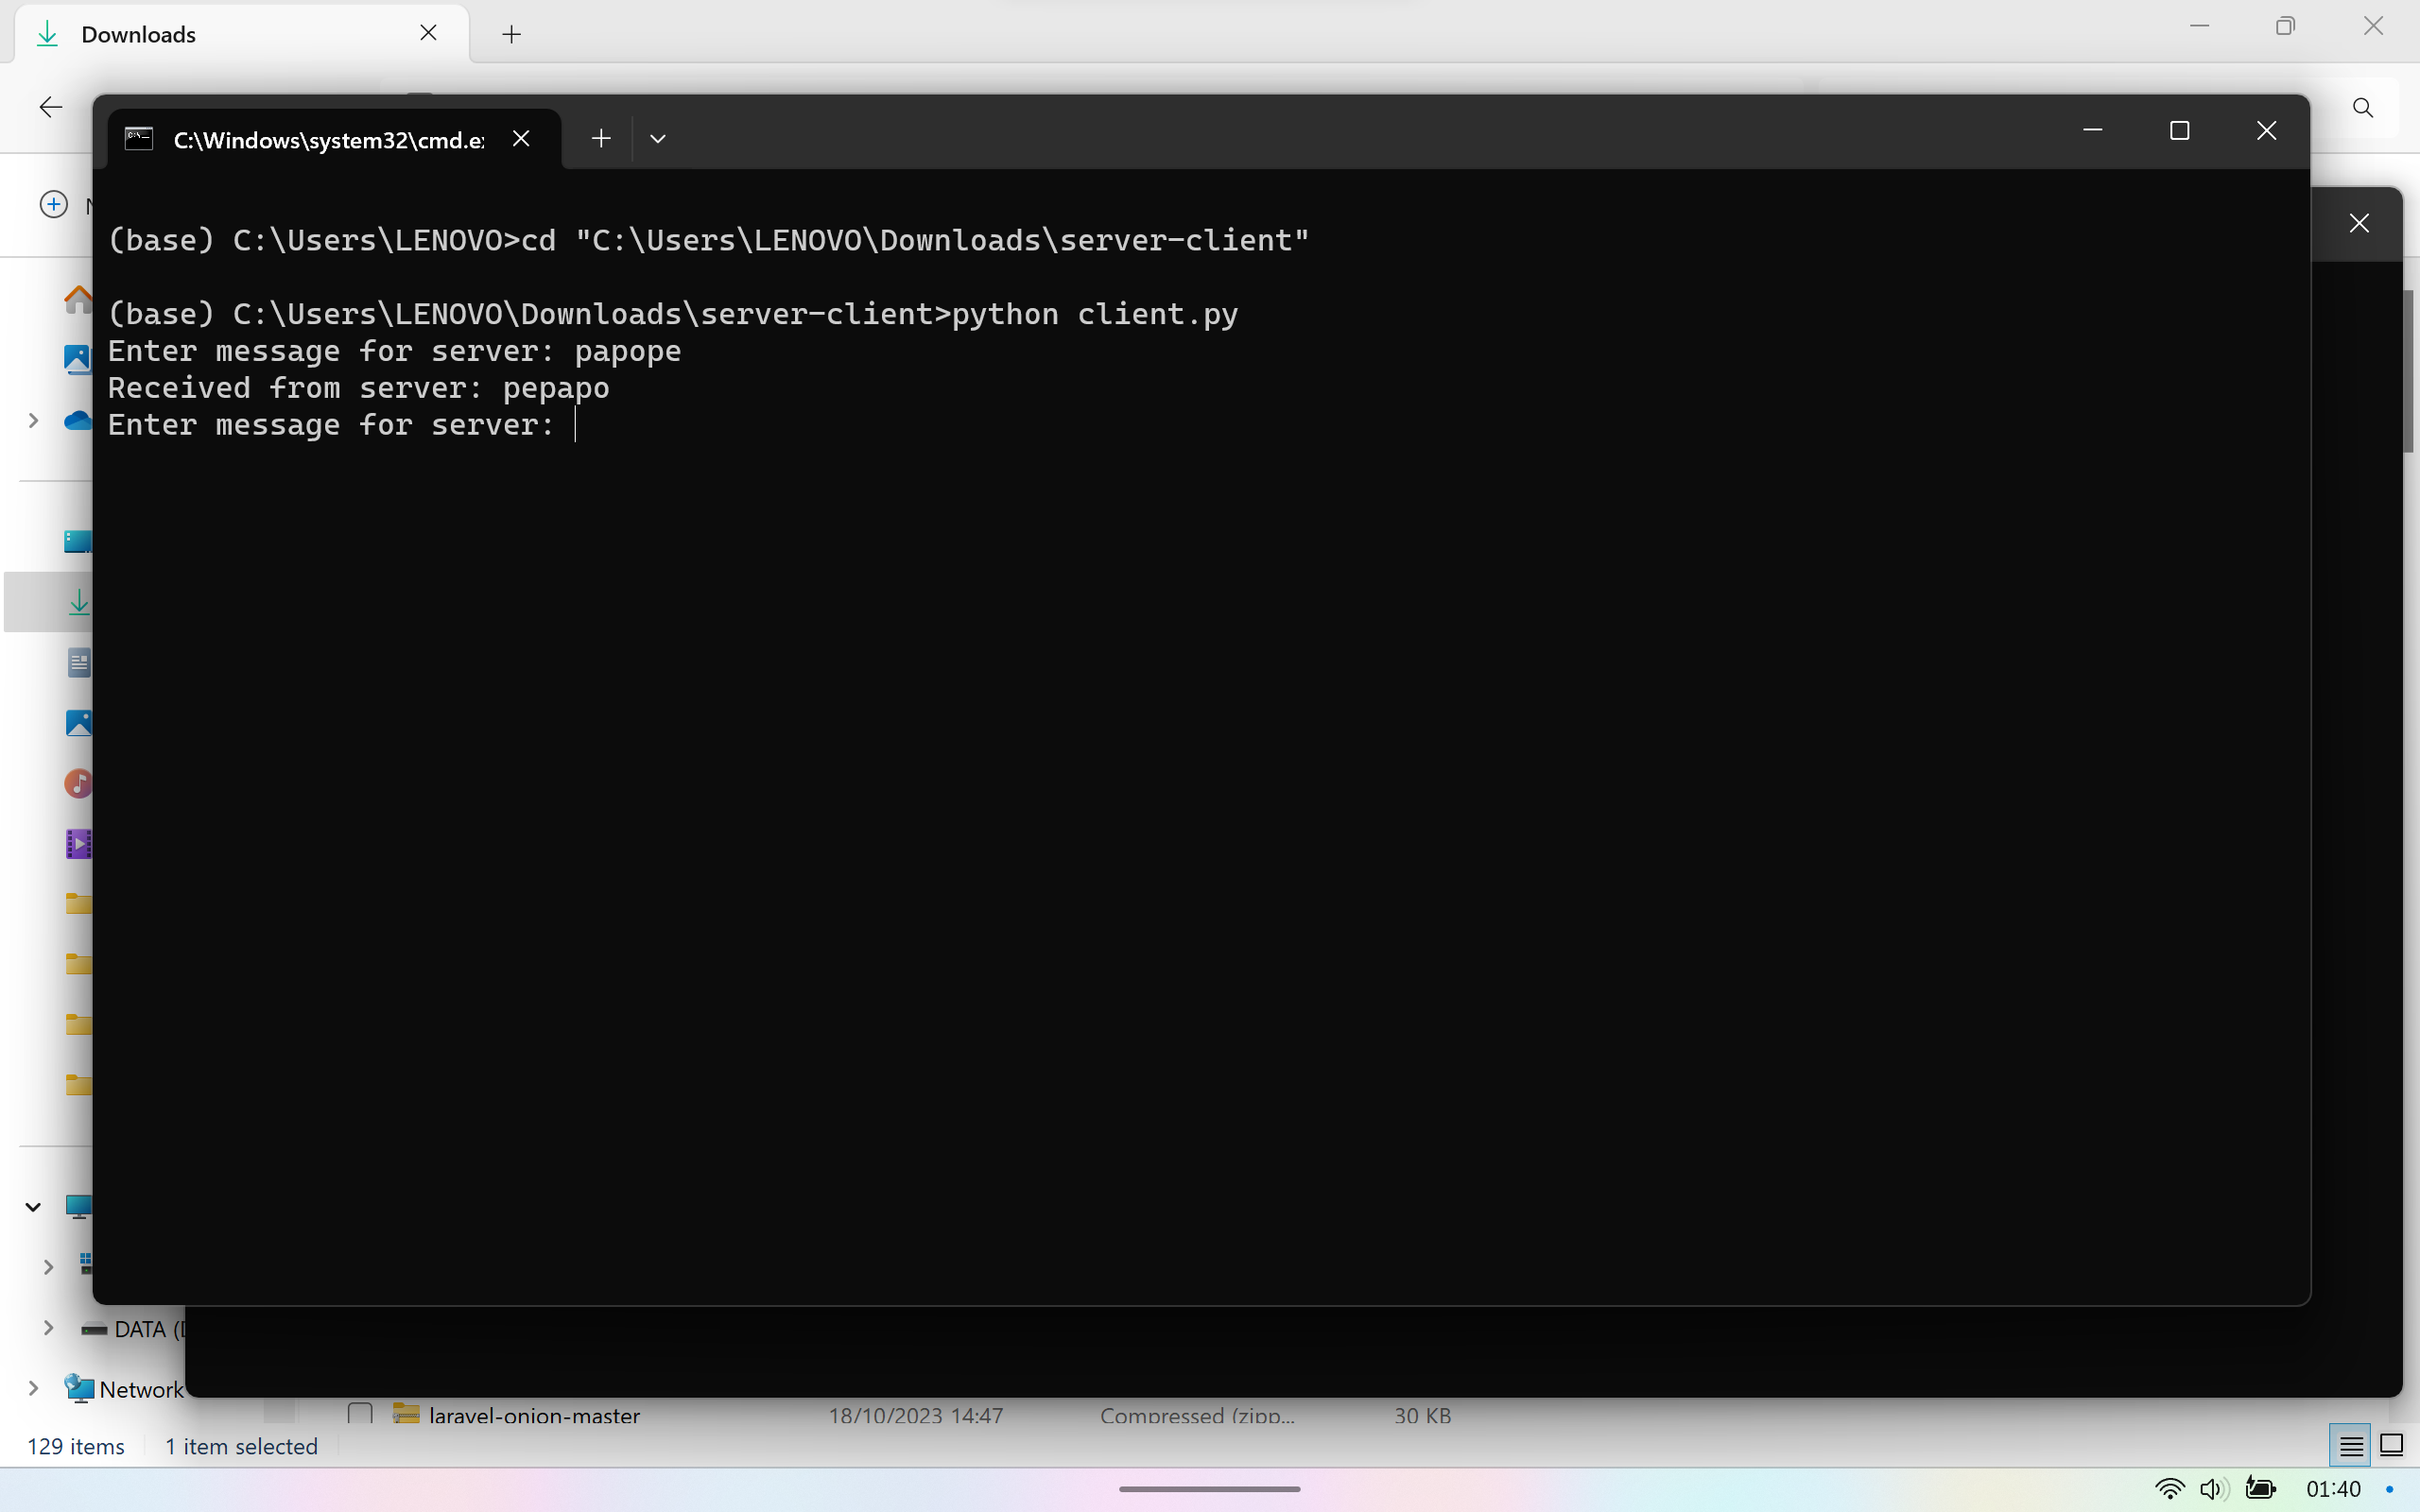 Downloads
C:\Windows\system32\cmd.e
(base) C:\Users\LENOVO>cd "C:\Users\LENOVO\Downloads\server-client"
(base) C:\Users\LENOVO\Downloads\server-client>python client.py
Enter message for server: papope
Received from server: pepapo
Enter message for server:
DATA (
Network
laravel-onion-master 18/10/2023 14:47 Compressed (zipp... 30 KB
129 items 1 item selected
01:40